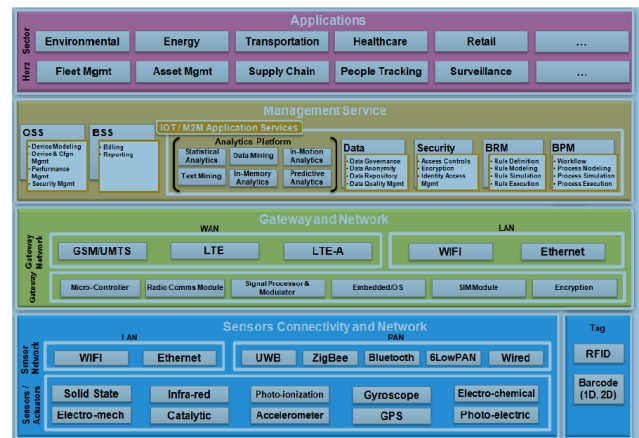 Applications
Sector
Environmental Energy Transportation Healthcare Retail ...
Horz
Fleet Mgmt Asset Mgmt Supply Chain People Tracking Surveillance ...
Management Service
IOT / M2M Application Services
OSS
DeviceModeling
Device & Cfgn
Mgmt
Performance
Mgmt
Security Mgmt
BSS
Billing
Reporting
Analytics Platform
Statistical
Analytics
Data Mining
In-Motion
Analytics
Text Mining
In-Memory
Analytics
Predictive
Analytics
Data
Data Governance
Data Anonymity
Data Repository
Data Quality Mgmt
Security
Access Controls
Encryption
Identity Access
Mgmt
BRM
Rule Definition
Rule Modeling
Rule Simulation
Rule Execution
BPM
Workflow
Process Nodeling
Process Simulation
Process Execution
Gateway and Network
Gateway
Network
WAN
GSM/UMTS LTE LTE-A
LAN
WIFI Ethernet
Gateway
Micro-Controller
Radio Comms Module
Signal Processor &
Modulator
Embedded/OS
SIM Module
Encryption
Sensors Connectivity and Network
Sensor
Network
LAN
WIFI Ethernet
PAN
UWB ZigBee Bluetooth 6LowPAN Wired
Sensors /
Actuators
Solid State Infra-red Photo-ionization Gyroscope Electro-chemical
Electro-mech Catalytic Accelerometer GPS Photo-electric
Tag
RFID
Barcode
(1D, 2D)